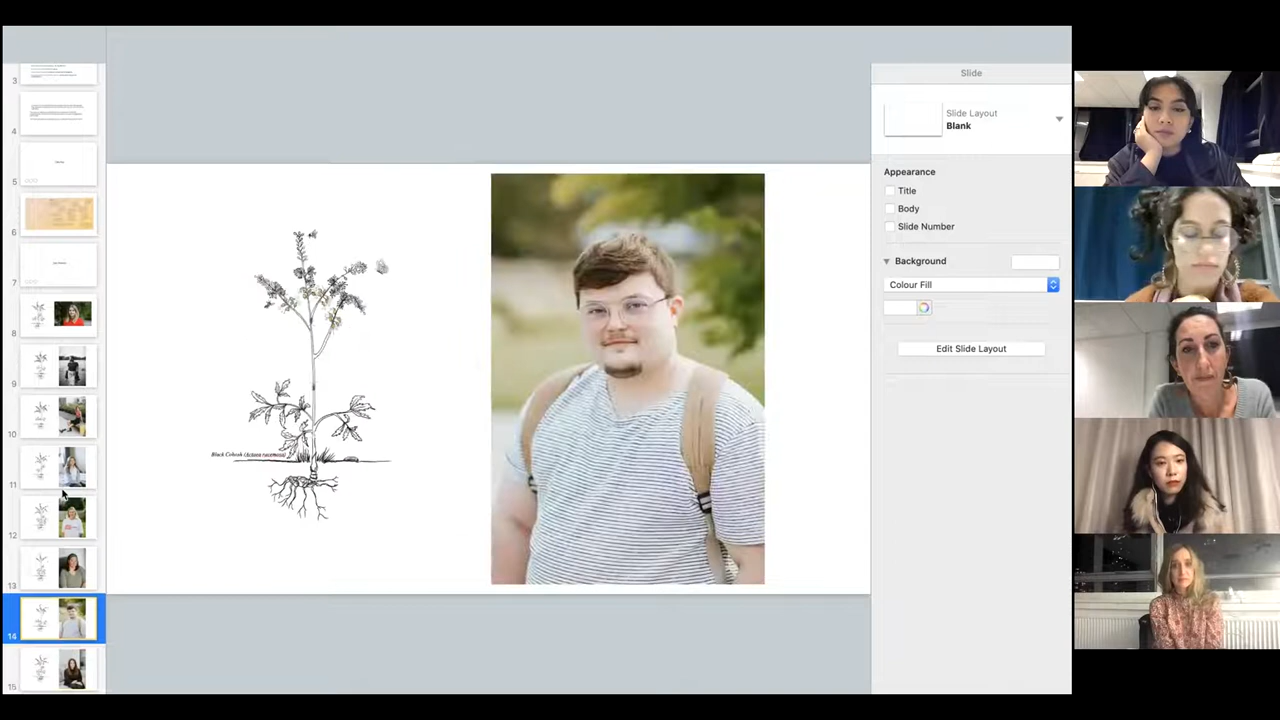 3
4
5
6
7
8
9
10
11
12
13
14
15
Black Cohosh (Actaea racemosa)
Slide
Slide Layout
Blank
Appearance
Title
Body
Slide Number
Background
Colour Fill
Edit Slide Layout